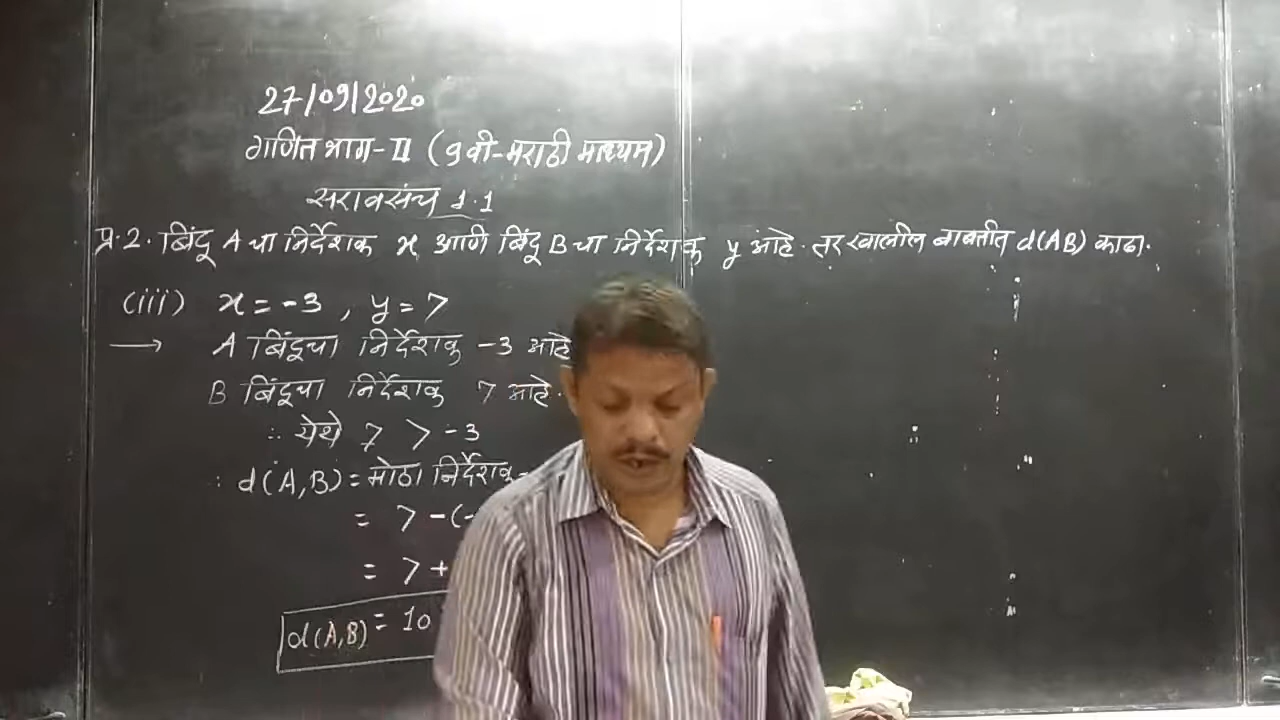 27/09/2020
गणित भाग-II (9वी-मराठी माध्यम)
सरावसंच 1.1
प्र.2. बिंदू A चा निर्देशक x आणि बिंदू B चा निर्देशक y आहे. तर खालील बाबतीत d(AB) काढा.
(iii) x = -3 , y = 7
→ A बिंदूचा निर्देशक -3 आहे
B बिंदूचा निर्देशक 7 आहे.
∴ येथे 7 > -3
∴ d(A,B) = मोठा निर्देशक -
= 7 -(-
= 7 +
d(A,B) = 10